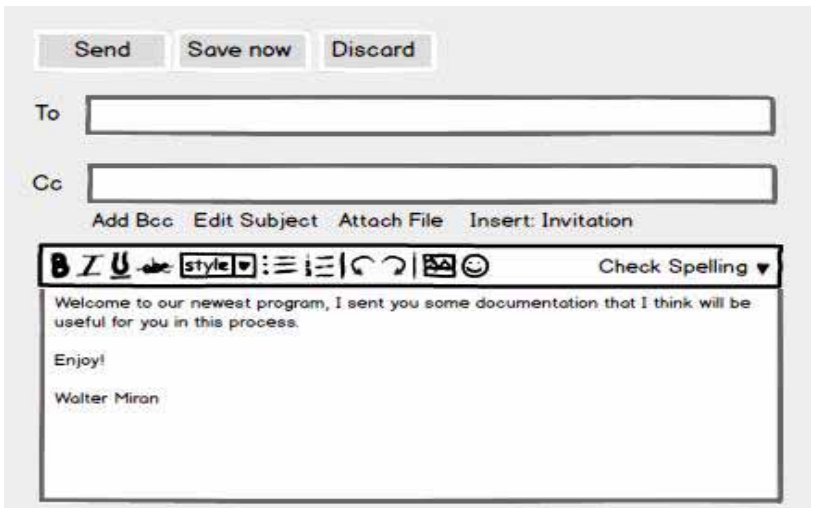 Send Save now Discard
To
Cc
Add Bcc Edit Subject Attach File Insert: Invitation
B I U abc style Check Spelling
Welcome to our newest program, I sent you some documentation that I think will be
useful for you in this process.
Enjoy!
Walter Miran